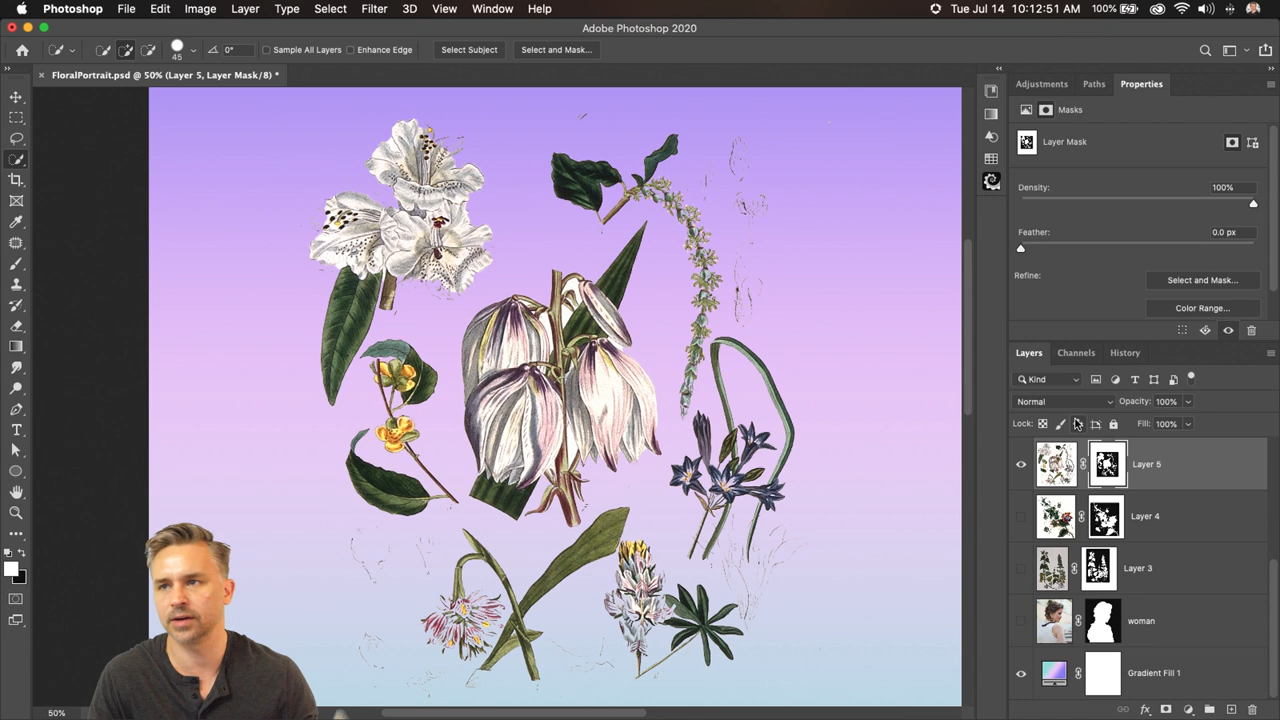 Photoshop File Edit Image Layer Type Select Filter 3D View Window Help 100% Tue Jul 14 10:12:51 AM
Adobe Photoshop 2020
45 0° Sample All Layers Enhance Edge Select Subject Select and Mask...
FloralPortrait.psd @ 50% (Layer 5, Layer Mask/8) *
Adjustments Paths Properties
Masks
Layer Mask
Density: 100%
Feather: 0.0 px
Refine: Select and Mask...
Color Range...
Layers Channels History
Kind
Normal Opacity: 100%
Lock: Fill: 100%
Layer 5
Layer 4
Layer 3
woman
Gradient Fill 1
50%